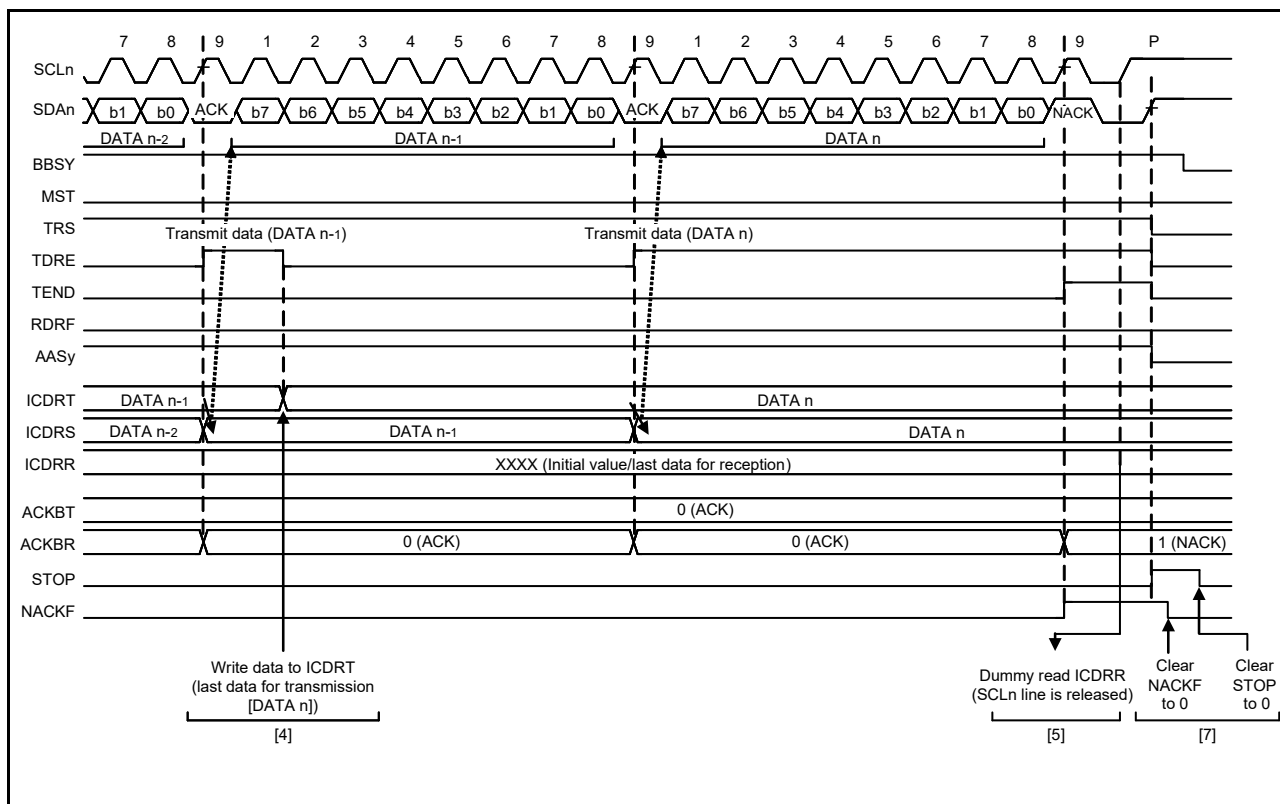 7 8 9 1 2 3 4 5 6 7 8 9 1 2 3 4 5 6 7 8 9 P
SCLn
SDAn b1 b0 ACK b7 b6 b5 b4 b3 b2 b1 b0 ACK b7 b6 b5 b4 b3 b2 b1 b0 NACK
DATA n-2 DATA n-1 DATA n
BBSY
MST
TRS
Transmit data (DATA n-1) Transmit data (DATA n)
TDRE
TEND
RDRF
AASy
ICDRT DATA n-1 DATA n
ICDRS DATA n-2 DATA n-1 DATA n
ICDRR XXXX (Initial value/last data for reception)
ACKBT 0 (ACK)
ACKBR 0 (ACK) 0 (ACK) 1 (NACK)
STOP
NACKF
Write data to ICDRT
(last data for transmission
[DATA n])
[4]
Dummy read ICDRR
(SCLn line is released)
[5]
Clear
NACKF
to 0
Clear
STOP
to 0
[7]